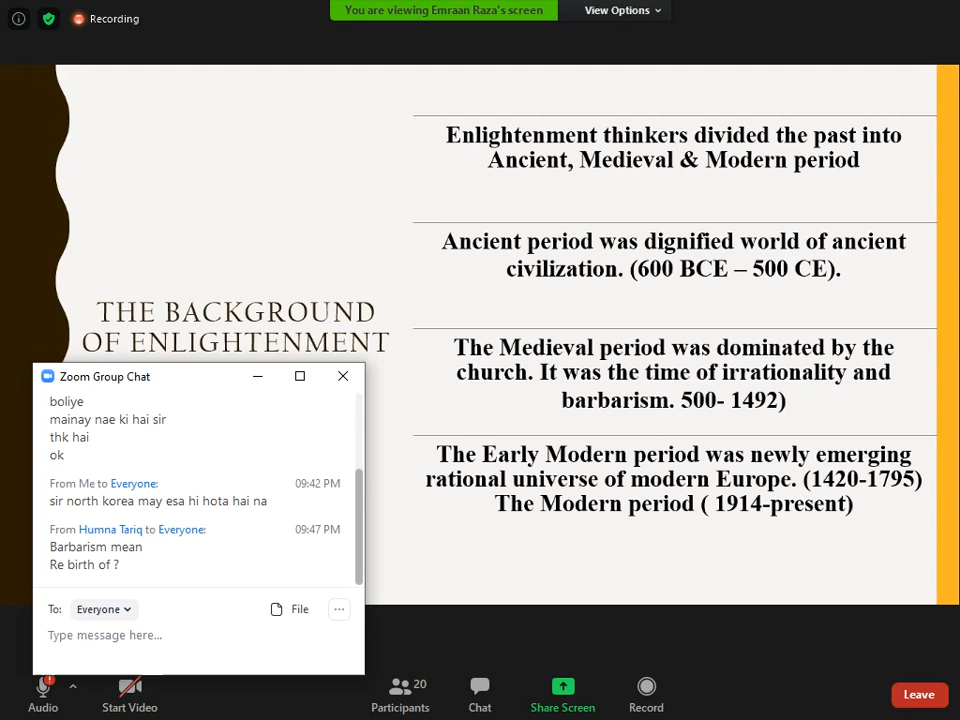 Recording
You are viewing Emraan Raza's screen
View Options
Enlightenment thinkers divided the past into
Ancient, Medieval & Modern period
Ancient period was dignified world of ancient
civilization. (600 BCE – 500 CE).
THE BACKGROUND
OF ENLIGHTENMENT
The Medieval period was dominated by the
church. It was the time of irrationality and
barbarism. 500- 1492)
The Early Modern period was newly emerging
rational universe of modern Europe. (1420-1795)
The Modern period ( 1914-present)
Zoom Group Chat
boliye
mainay nae ki hai sir
thk hai
ok
From Me to Everyone: 09:42 PM
sir north korea may esa hi hota hai na
From Humna Tariq to Everyone: 09:47 PM
Barbarism mean
Re birth of ?
To: Everyone File ...
Type message here...
Audio
Start Video
Participants 20
Chat
Share Screen
Record
Leave